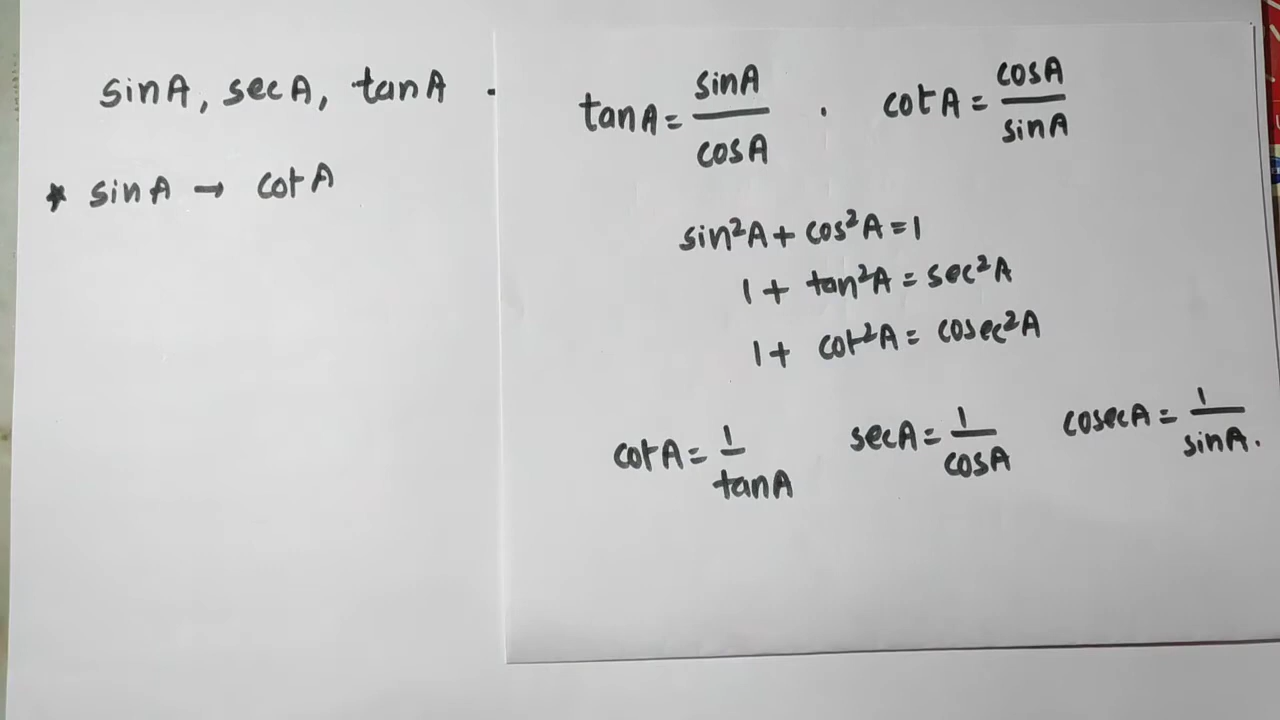 sinA, secA, tanA .
* sinA → cotA
tanA = sinA/cosA . cotA = cosA/sinA
sin²A + cos²A = 1
1 + tan²A = sec²A
1 + cot²A = cosec²A
cotA = 1/tanA secA = 1/cosA cosecA = 1/sinA.